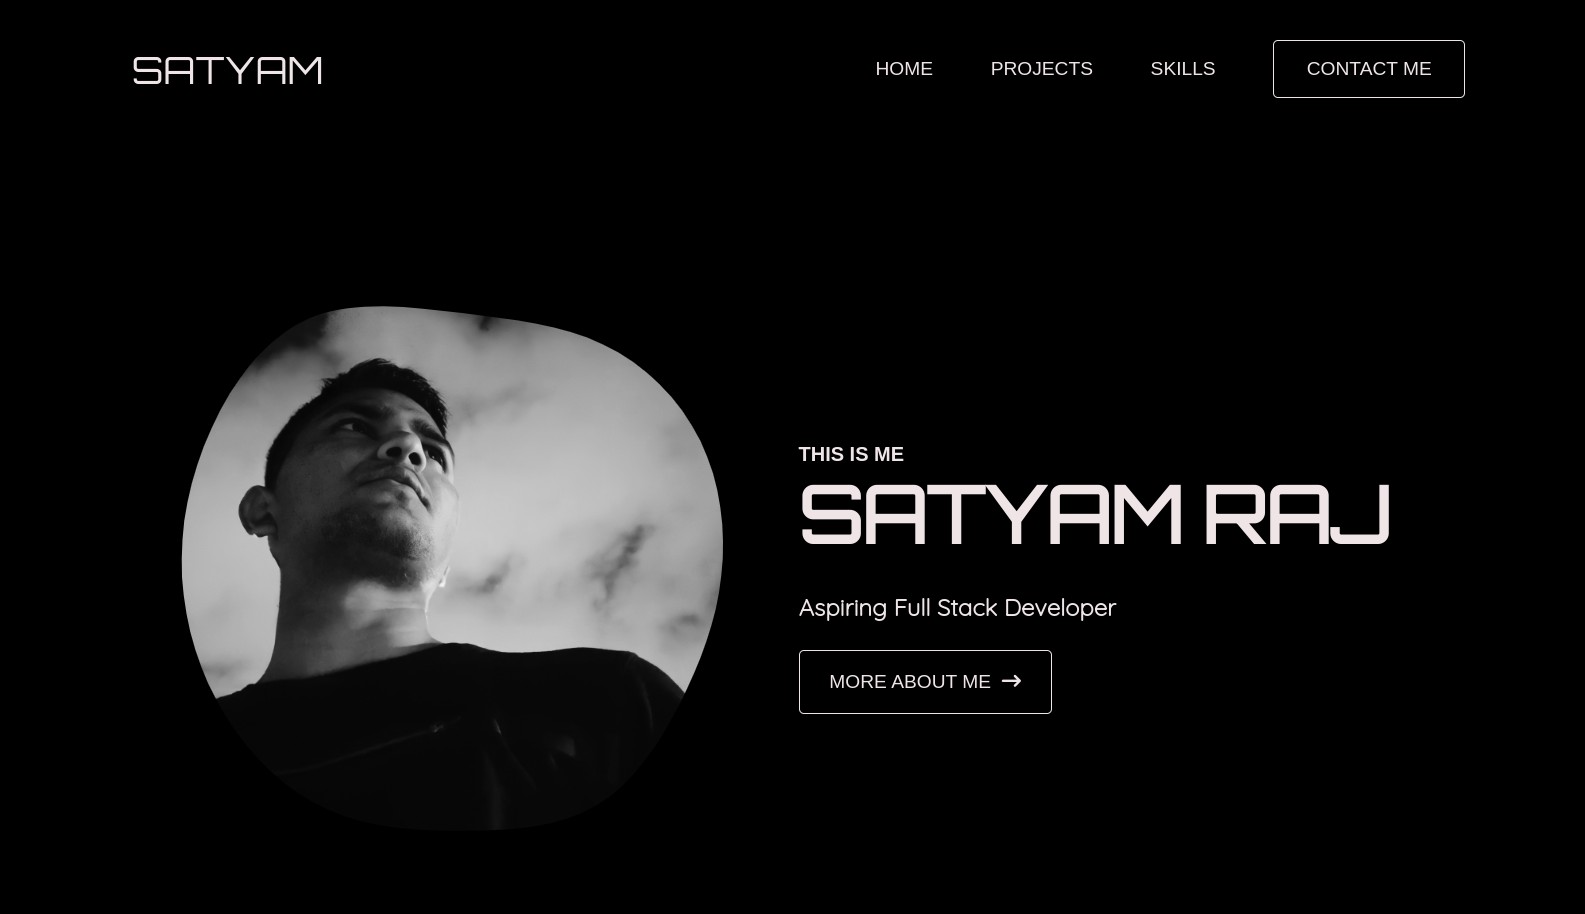 SATYAM
HOME PROJECTS SKILLS CONTACT ME
THIS IS ME
SATYAM RAJ
Aspiring Full Stack Developer
MORE ABOUT ME →